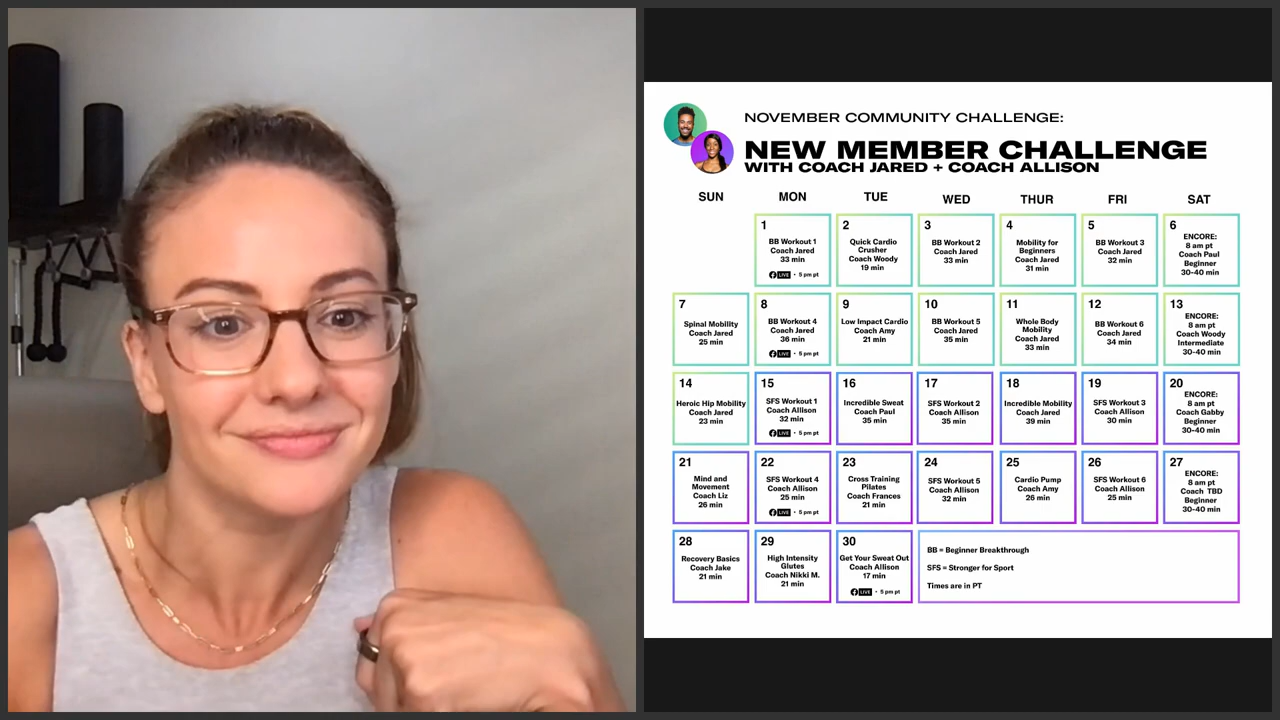 NOVEMBER COMMUNITY CHALLENGE:
NEW MEMBER CHALLENGE
WITH COACH JARED + COACH ALLISON
SUN MON TUE WED THUR FRI SAT
1
BB Workout 1
Coach Jared
33 min
LIVE • 5 pm pt
2
Quick Cardio
Crusher
Coach Woody
19 min
3
BB Workout 2
Coach Jared
33 min
4
Mobility for
Beginners
Coach Jared
31 min
5
BB Workout 3
Coach Jared
32 min
6
ENCORE:
8 am pt
Coach Paul
Beginner
30-40 min
7
Spinal Mobility
Coach Jared
25 min
8
BB Workout 4
Coach Jared
36 min
LIVE • 5 pm pt
9
Low Impact Cardio
Coach Amy
21 min
10
BB Workout 5
Coach Jared
35 min
11
Whole Body
Mobility
Coach Jared
33 min
12
BB Workout 6
Coach Jared
34 min
13
ENCORE:
8 am pt
Coach Woody
Intermediate
30-40 min
14
Heroic Hip Mobility
Coach Jared
23 min
15
SFS Workout 1
Coach Allison
32 min
LIVE • 5 pm pt
16
Incredible Sweat
Coach Paul
35 min
17
SFS Workout 2
Coach Allison
35 min
18
Incredible Mobility
Coach Jared
39 min
19
SFS Workout 3
Coach Allison
30 min
20
ENCORE:
8 am pt
Coach Gabby
Beginner
30-40 min
21
Mind and
Movement
Coach Liz
26 min
22
SFS Workout 4
Coach Allison
25 min
LIVE • 5 pm pt
23
Cross Training
Pilates
Coach Frances
21 min
24
SFS Workout 5
Coach Allison
32 min
25
Cardio Pump
Coach Amy
26 min
26
SFS Workout 6
Coach Allison
25 min
27
ENCORE:
8 am pt
Coach TBD
Beginner
30-40 min
28
Recovery Basics
Coach Jake
21 min
29
High Intensity
Glutes
Coach Nikki M.
21 min
30
Get Your Sweat Out
Coach Allison
17 min
LIVE • 5 pm pt
BB = Beginner Breakthrough
SFS = Stronger for Sport
Times are in PT